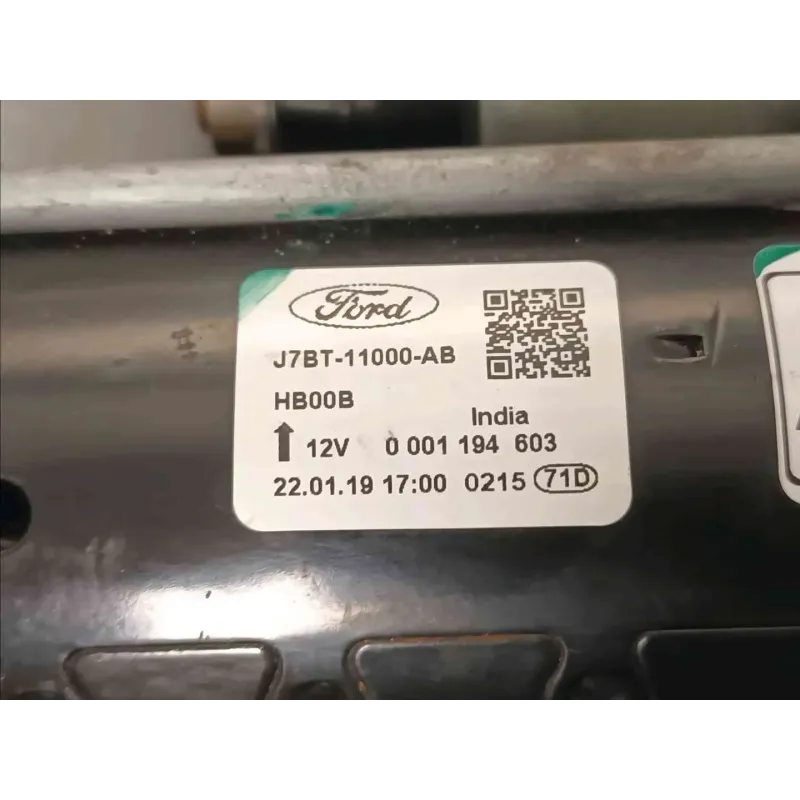 Ford
J7BT-11000-AB
HB00B
India
12V 0 001 194 603
22.01.19 17:00 0215 71D